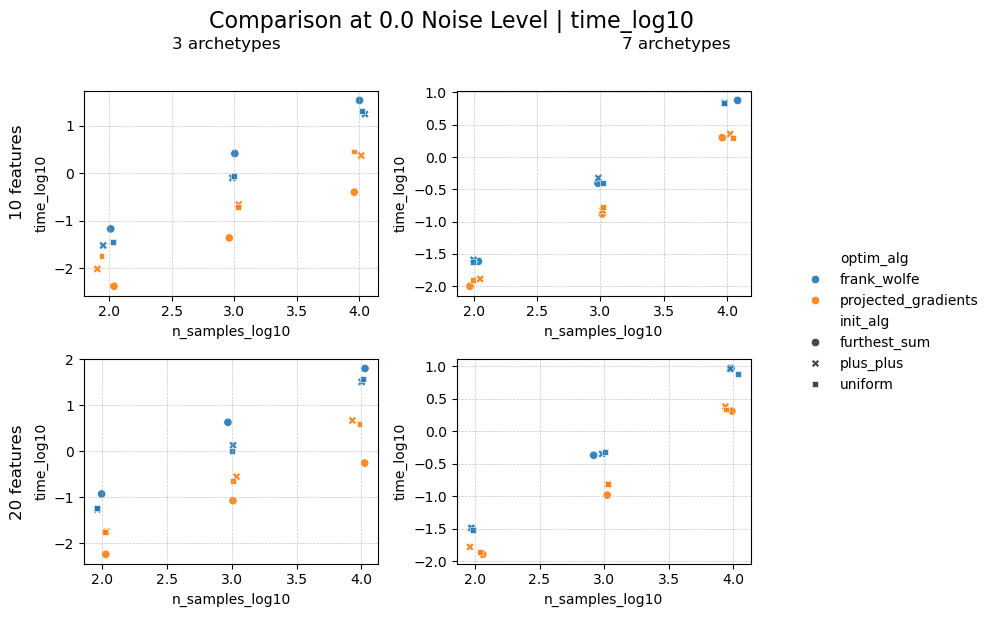 Comparison at 0.0 Noise Level | time_log10
3 archetypes
7 archetypes
10 features
time_log10
1
0
−1
−2
2.0 2.5 3.0 3.5 4.0
n_samples_log10
time_log10
1.0
0.5
0.0
−0.5
−1.0
−1.5
−2.0
2.0 2.5 3.0 3.5 4.0
n_samples_log10
20 features
time_log10
2
1
0
−1
−2
2.0 2.5 3.0 3.5 4.0
n_samples_log10
time_log10
1.0
0.5
0.0
−0.5
−1.0
−1.5
−2.0
2.0 2.5 3.0 3.5 4.0
n_samples_log10
optim_alg
frank_wolfe
projected_gradients
init_alg
furthest_sum
plus_plus
uniform